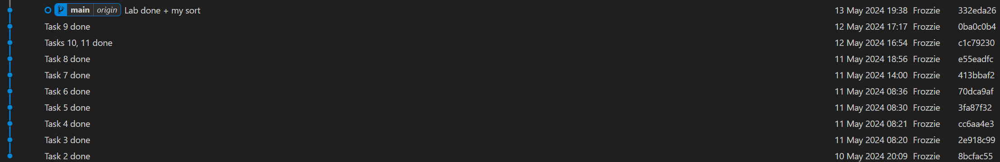 main origin Lab done + my sort 13 May 2024 19:38 Frozzie 332eda26
Task 9 done 12 May 2024 17:17 Frozzie 0ba0c0b4
Tasks 10, 11 done 12 May 2024 16:54 Frozzie c1c79230
Task 8 done 11 May 2024 18:56 Frozzie e55eadfc
Task 7 done 11 May 2024 14:00 Frozzie 413bbaf2
Task 6 done 11 May 2024 08:36 Frozzie 70dca9af
Task 5 done 11 May 2024 08:30 Frozzie 3fa87f32
Task 4 done 11 May 2024 08:21 Frozzie cc6aa4e3
Task 3 done 11 May 2024 08:20 Frozzie 2e918c99
Task 2 done 10 May 2024 20:09 Frozzie 8bcfac55